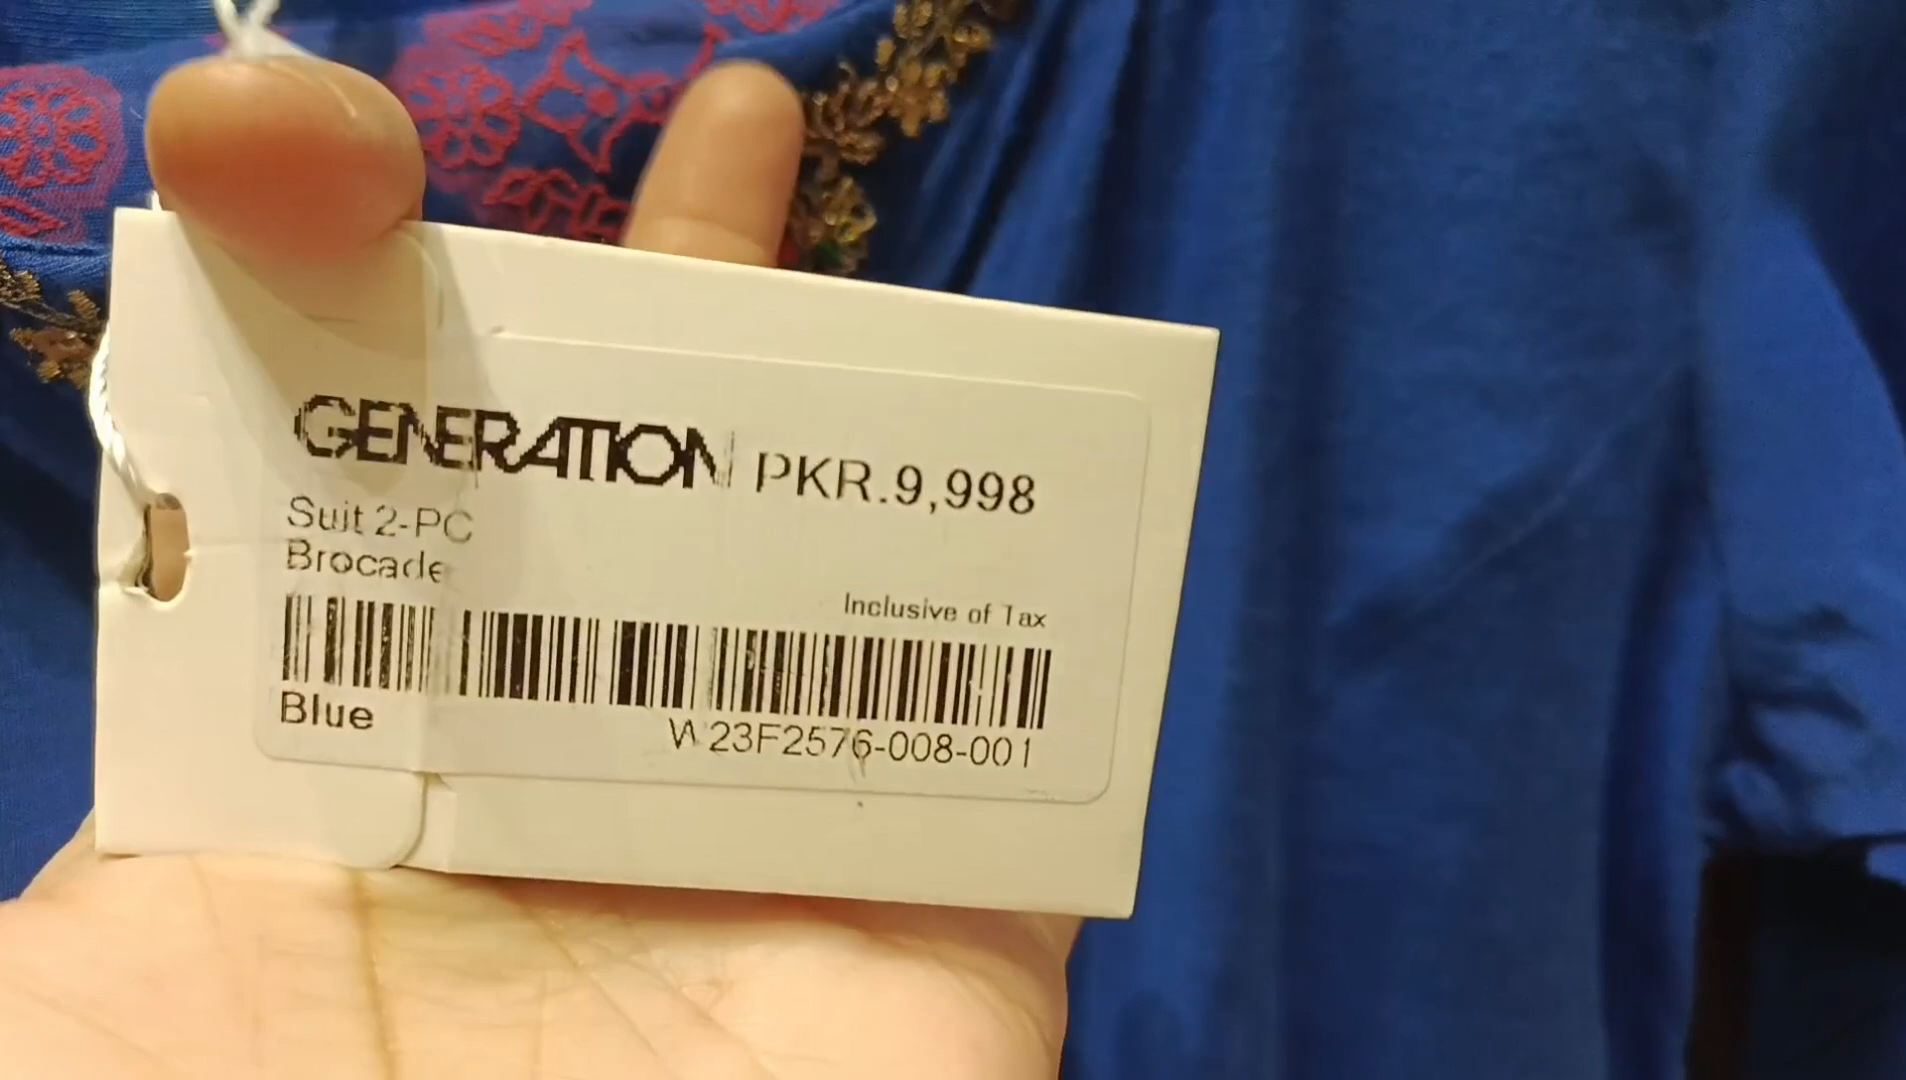 GENERATION PKR.9,998
Suit 2-PC
Brocade
Inclusive of Tax
Blue
W23F2576-008-001